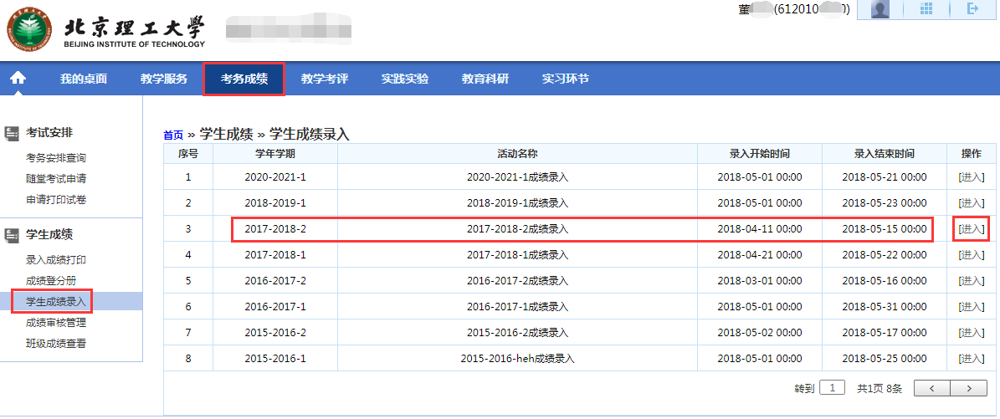 北京理工大学
BEIJING INSTITUTE OF TECHNOLOGY
董 (612010 0)
我的桌面 教学服务 考务成绩 教学考评 实践实验 教育科研 实习环节
考试安排
考务安排查询
随堂考试申请
申请打印试卷
学生成绩
录入成绩打印
成绩登分册
学生成绩录入
成绩审核管理
班级成绩查看
首页 » 学生成绩 » 学生成绩录入
序号 学年学期 活动名称 录入开始时间 录入结束时间 操作
1 2020-2021-1 2020-2021-1成绩录入 2018-05-01 00:00 2018-05-21 00:00 [进入]
2 2018-2019-1 2018-2019-1成绩录入 2018-05-01 00:00 2018-05-23 00:00 [进入]
3 2017-2018-2 2017-2018-2成绩录入 2018-04-11 00:00 2018-05-15 00:00 [进入]
4 2017-2018-1 2017-2018-1成绩录入 2018-04-21 00:00 2018-05-22 00:00 [进入]
5 2016-2017-2 2016-2017-2成绩录入 2018-03-01 00:00 2018-05-16 00:00 [进入]
6 2016-2017-1 2016-2017-1成绩录入 2018-05-01 00:00 2018-05-31 00:00 [进入]
7 2015-2016-2 2015-2016-2成绩录入 2018-05-02 00:00 2018-05-17 00:00 [进入]
8 2015-2016-1 2015-2016-heh成绩录入 2018-05-01 00:00 2018-05-25 00:00 [进入]
转到 1 共1页 8条 < >